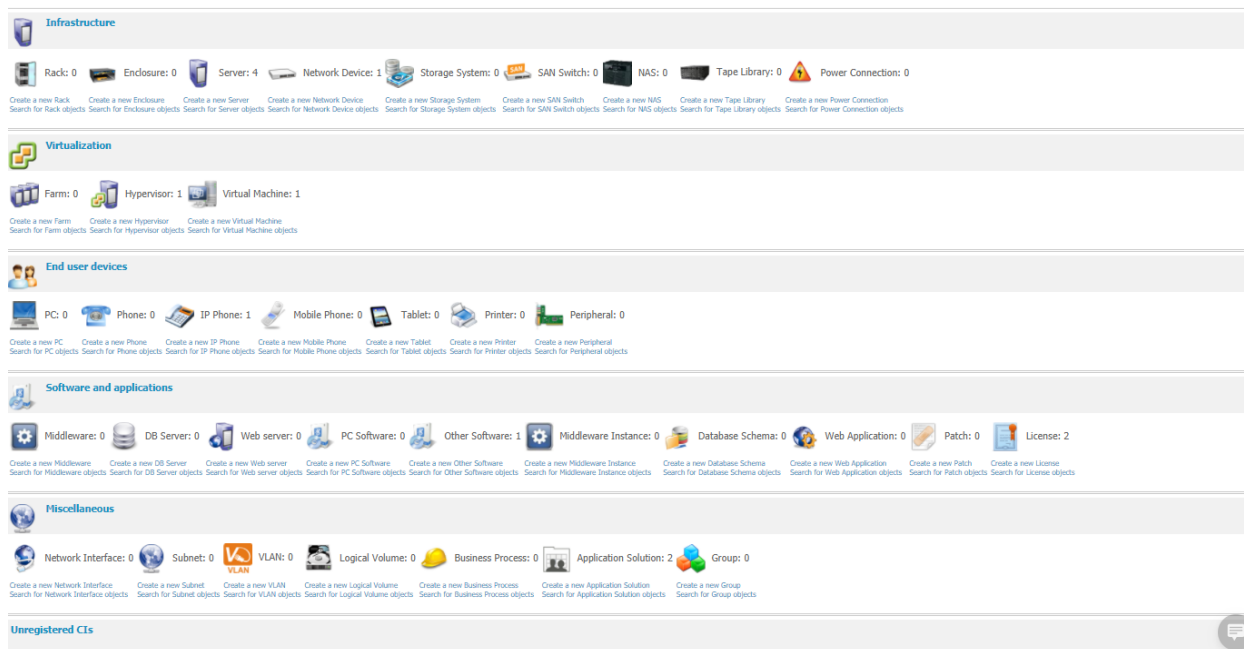 Infrastructure
Rack: 0 Enclosure: 0 Server: 4 Network Device: 1 Storage System: 0 SAN SAN Switch: 0 NAS: 0 Tape Library: 0 Power Connection: 0
Create a new Rack Create a new Enclosure Create a new Server Create a new Network Device Create a new Storage System Create a new SAN Switch Create a new NAS Create a new Tape Library Create a new Power Connection
Search for Rack objects Search for Enclosure objects Search for Server objects Search for Network Device objects Search for Storage System objects Search for SAN Switch objects Search for NAS objects Search for Tape Library objects Search for Power Connection objects
Virtualization
Farm: 0 Hypervisor: 1 Virtual Machine: 1
Create a new Farm Create a new Hypervisor Create a new Virtual Machine
Search for Farm objects Search for Hypervisor objects Search for Virtual Machine objects
End user devices
PC: 0 Phone: 0 IP Phone: 1 Mobile Phone: 0 Tablet: 0 Printer: 0 Peripheral: 0
Create a new PC Create a new Phone Create a new IP Phone Create a new Mobile Phone Create a new Tablet Create a new Printer Create a new Peripheral
Search for PC objects Search for Phone objects Search for IP Phone objects Search for Mobile Phone objects Search for Tablet objects Search for Printer objects Search for Peripheral objects
Software and applications
Middleware: 0 DB Server: 0 Web server: 0 PC Software: 0 Other Software: 1 Middleware Instance: 0 Database Schema: 0 Web Application: 0 Patch: 0 License: 2
Create a new Middleware Create a new DB Server Create a new Web server Create a new PC Software Create a new Other Software Create a new Middleware Instance Create a new Database Schema Create a new Web Application Create a new Patch Create a new License
Search for Middleware objects Search for DB Server objects Search for Web server objects Search for PC Software objects Search for Other Software objects Search for Middleware Instance objects Search for Database Schema objects Search for Web Application objects Search for Patch objects Search for License objects
Miscellaneous
Network Interface: 0 Subnet: 0 VLAN VLAN: 0 Logical Volume: 0 Business Process: 0 Application Solution: 2 Group: 0
Create a new Network Interface Create a new Subnet Create a new VLAN Create a new Logical Volume Create a new Business Process Create a new Application Solution Create a new Group
Search for Network Interface objects Search for Subnet objects Search for VLAN objects Search for Logical Volume objects Search for Business Process objects Search for Application Solution objects Search for Group objects
Unregistered CIs